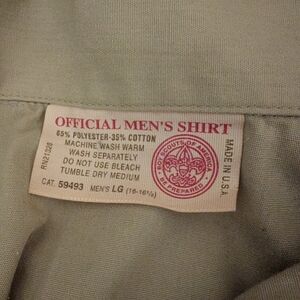 OFFICIAL MEN'S SHIRT
65% POLYESTER-35% COTTON
MACHINE WASH WARM
WASH SEPARATELY
DO NOT USE BLEACH
TUMBLE DRY MEDIUM
CAT. 59493 MEN'S LG (16-16½)
RN21326
BOY SCOUTS OF AMERICA
BE PREPARED
MADE IN U.S.A.